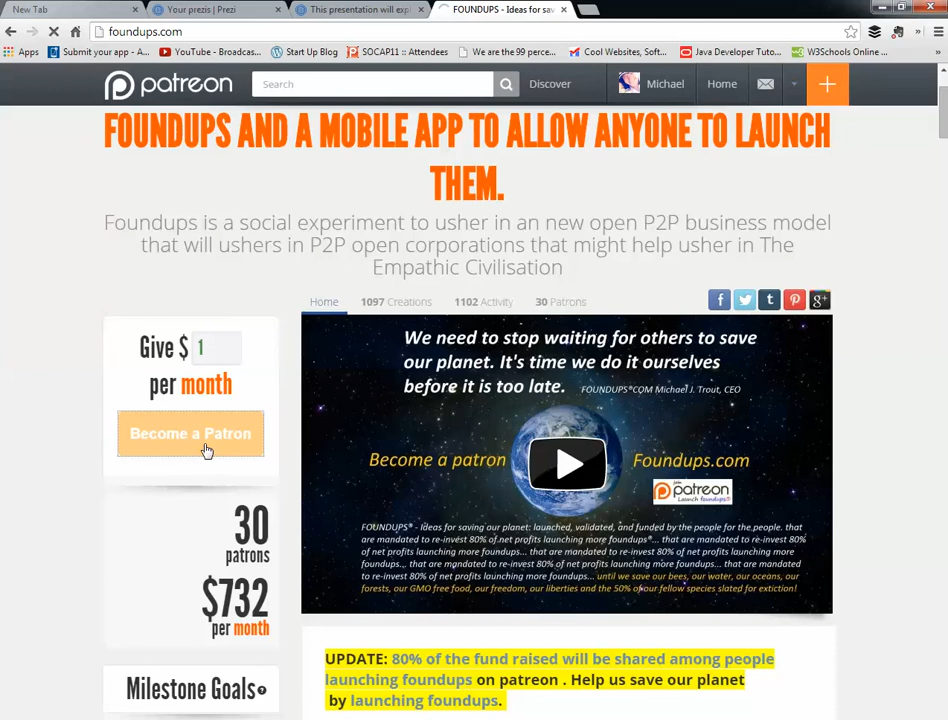 New Tab
Your prezis | Prezi
This presentation will exp
FOUNDUPS - Ideas for sav
foundups.com
Apps
Submit your app - A...
YouTube - Broadcas...
Start Up Blog
SOCAP11 :: Attendees
We are the 99 perce...
Cool Websites, Soft...
Java Developer Tuto...
W3Schools Online ...
patreon
Search
Discover
Michael
Home
FOUNDUPS AND A MOBILE APP TO ALLOW ANYONE TO LAUNCH
THEM.
Foundups is a social experiment to usher in an new open P2P business model
that will ushers in P2P open corporations that might help usher in The
Empathic Civilisation
Home 1097 Creations 1102 Activity 30 Patrons
Give $ 1
per month
Become a Patron
30
patrons
$732
per month
Milestone Goals
We need to stop waiting for others to save
our planet. It's time we do it ourselves
before it is too late. FOUNDUPS®COM Michael J. Trout, CEO
Become a patron
Foundups.com
join
patreon
Launch foundups®
FOUNDUPS® - Ideas for saving our planet: launched, validated, and funded by the people for the people. that
are mandated to re-invest 80% of net profits launching more foundups®... that are mandated to re-invest 80%
of net profits launching more foundups... that are mandated to re-invest 80% of net profits launching more
foundups... that are mandated to re-invest 80% of net profits launching more foundups... that are mandated
to re-invest 80% of net profits launching more foundups... until we save our bees, our water, our oceans, our
forests, our GMO free food, our freedom, our liberties and the 50% of our fellow species slated for extinction!
UPDATE: 80% of the fund raised will be shared among people
launching foundups on patreon . Help us save our planet
by launching foundups.